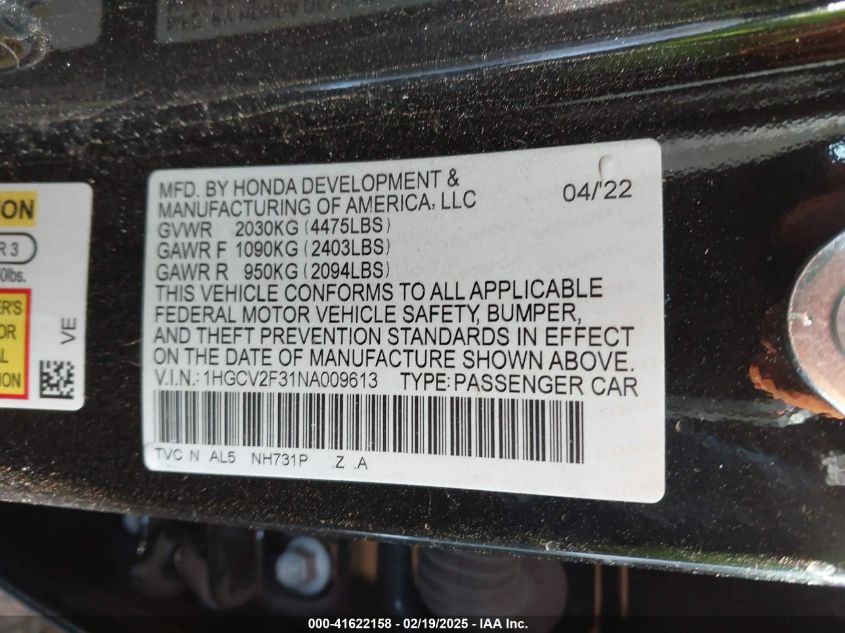 MFD. BY HONDA DEVELOPMENT &
MANUFACTURING OF AMERICA, LLC
04/'22
GVWR 2030KG (4475LBS)
GAWR F 1090KG (2403LBS)
GAWR R 950KG (2094LBS)
THIS VEHICLE CONFORMS TO ALL APPLICABLE
FEDERAL MOTOR VEHICLE SAFETY, BUMPER,
AND THEFT PREVENTION STANDARDS IN EFFECT
ON THE DATE OF MANUFACTURE SHOWN ABOVE.
V.I.N.: 1HGCV2F31NA009613 TYPE: PASSENGER CAR
TVC N AL5 NH731P .Z .A
R 3
0lbs.
VE
000-41622158 - 02/19/2025 - IAA Inc.